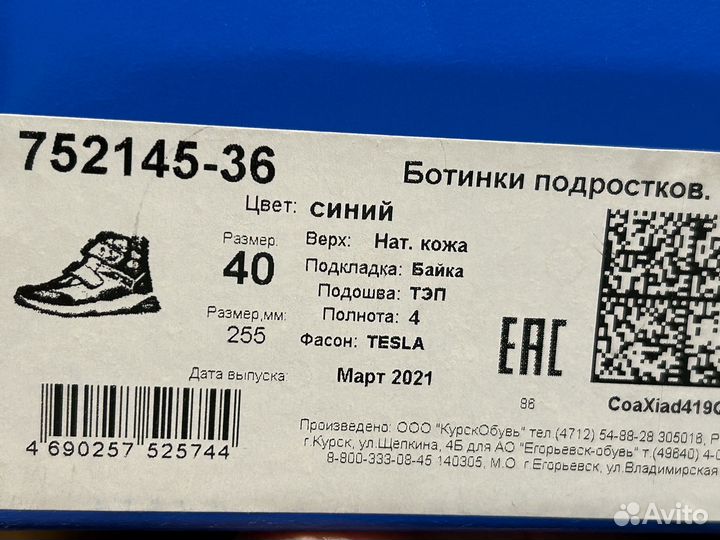 752145-36
Ботинки подростков.
Цвет: синий
Размер.
40
Размер,мм:
255
Верх: Нат. кожа
Подкладка: Байка
Подошва: ТЭП
Полнота: 4
Фасон: TESLA
Дата выпуска:
Март 2021
EAC
86
CoaXiad419
4 690257 525744
Произведено: ООО "КурскОбувь" тел.(4712) 54-88-28 305018, Р
г.Курск, ул.Щепкина, 4Б для АО "Егорьевск-обувь" т.(49640) 4-0
8-800-333-08-45 140305, М.О г.Егорьевск, ул.Владимирская
Avito